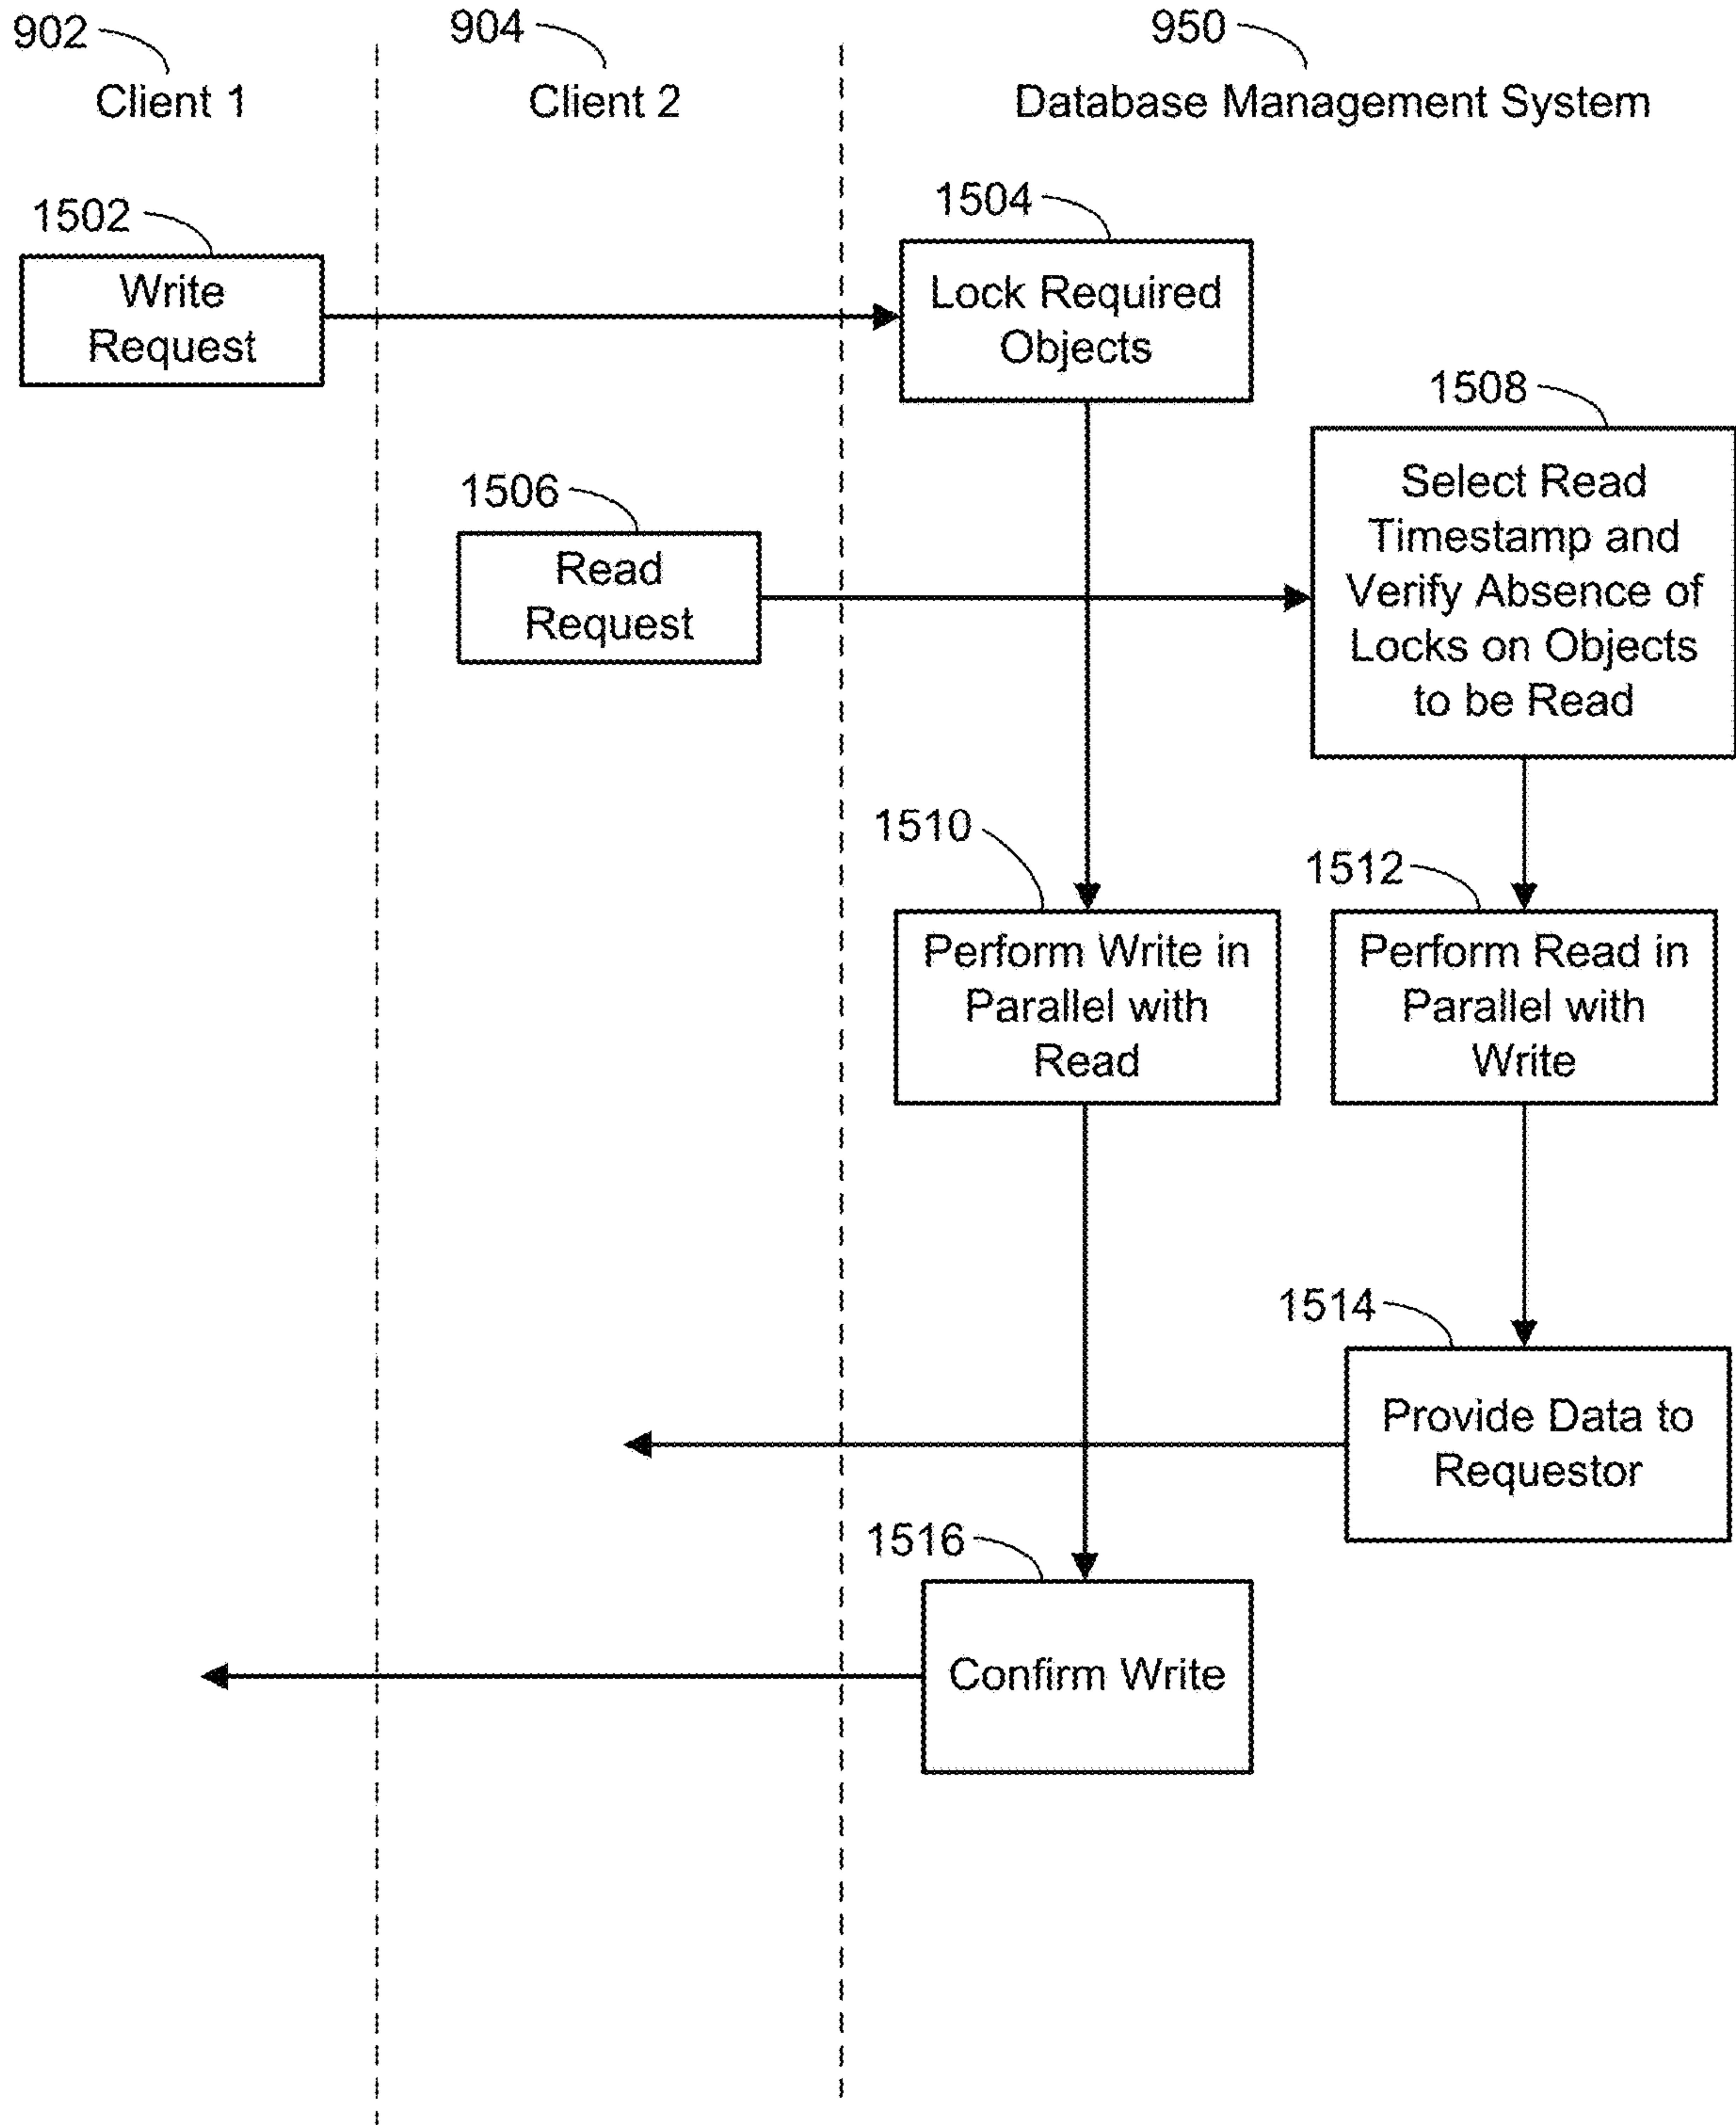 902
904
950
Client 1
Client 2
Database Management System
1502
1504
Write
Request
Lock Required
Objects
1508
1506
Read
Request
Select Read
Timestamp and
Verify Absence of
Locks on Objects
to be Read
1510
1512
Perform Write in
Parallel with
Read
Perform Read in
Parallel with
Write
1514
Provide Data to
Requestor
1516
Confirm Write